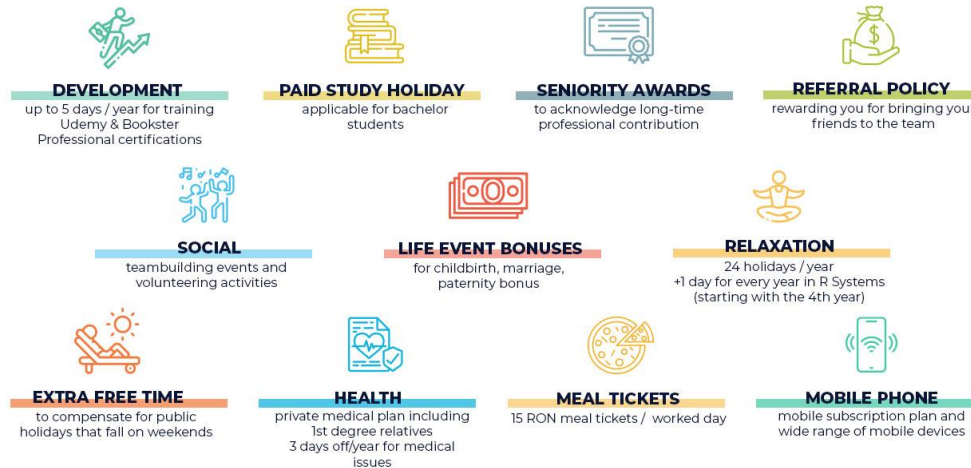 DEVELOPMENT
up to 5 days / year for training
Udemy & Bookster
Professional certifications
PAID STUDY HOLIDAY
applicable for bachelor
students
SENIORITY AWARDS
to acknowledge long-time
professional contribution
REFERRAL POLICY
rewarding you for bringing your
friends to the team
SOCIAL
teambuilding events and
volunteering activities
LIFE EVENT BONUSES
for childbirth, marriage,
paternity bonus
RELAXATION
24 holidays / year
+1 day for every year in R Systems
(starting with the 4th year)
EXTRA FREE TIME
to compensate for public
holidays that fall on weekends
HEALTH
private medical plan including
1st degree relatives
3 days off/year for medical
issues
MEAL TICKETS
15 RON meal tickets / worked day
MOBILE PHONE
mobile subscription plan and
wide range of mobile devices